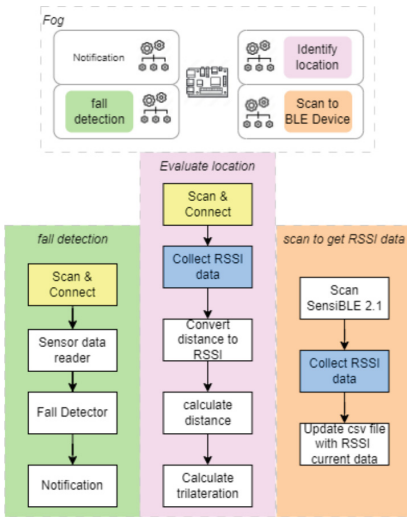 Fog
Notification
Identify
location
fall
detection
Scan to
BLE Device
Evaluate location
Scan &
Connect
Collect RSSI
data
Convert
distance to
RSSI
calculate
distance
Calculate
trilateration
fall detection
Scan &
Connect
Sensor data
reader
Fall Detector
Notification
scan to get RSSI data
Scan
SensiBLE 2.1
Collect RSSI
data
Update csv file
with RSSI
current data